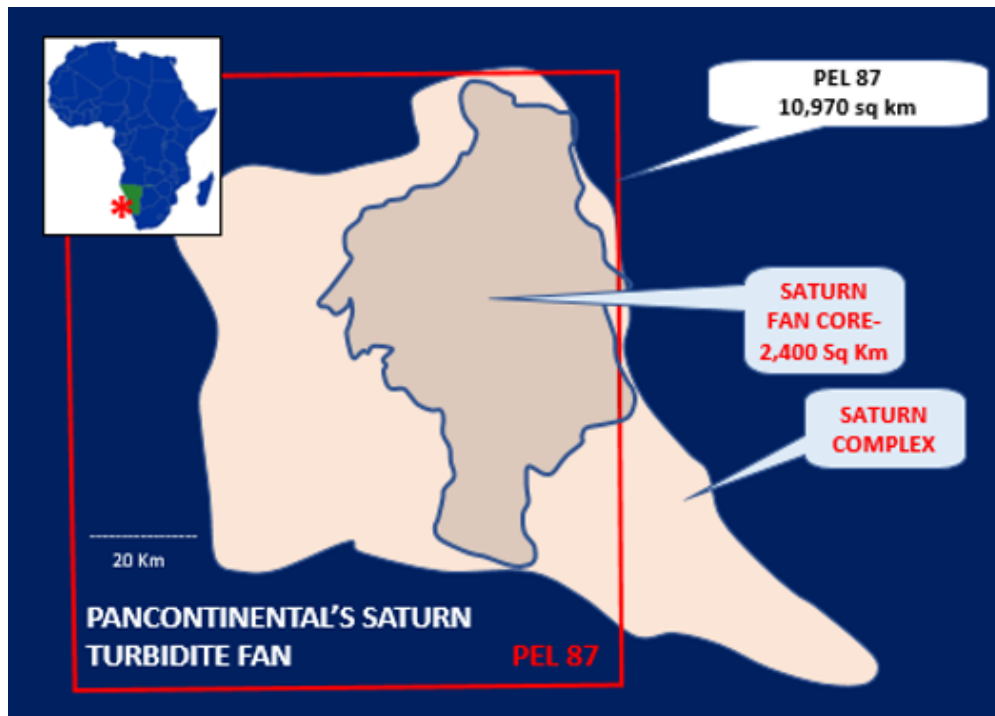 PEL 87
10,970 sq km
SATURN
FAN CORE-
2,400 Sq Km
SATURN
COMPLEX
20 Km
PANCONTINENTAL'S SATURN
TURBIDITE FAN
PEL 87